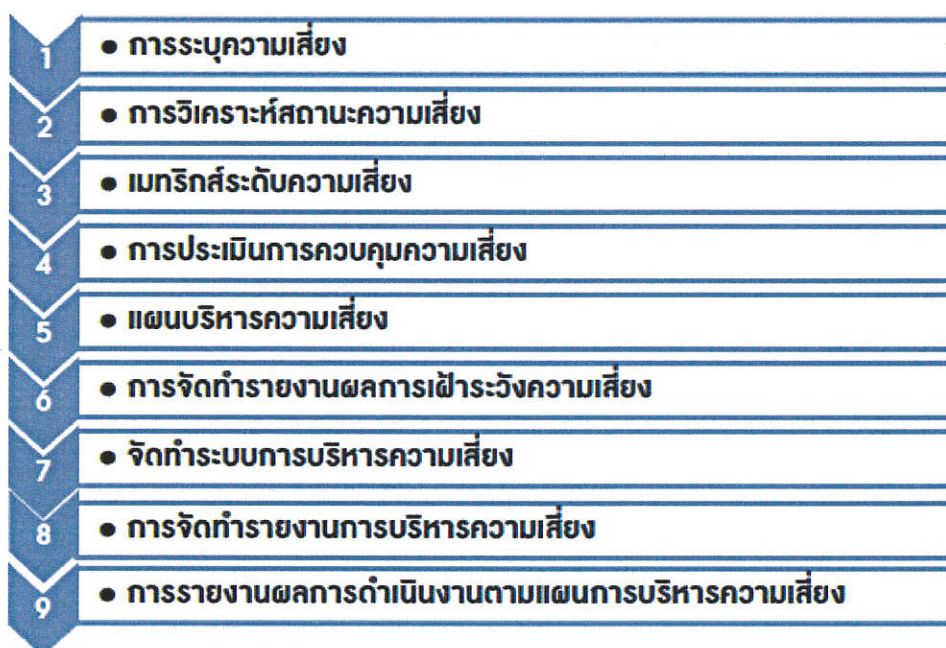 1 ● การระบุความเสี่ยง
2 ● การวิเคราะห์สถานะความเสี่ยง
3 ● เมทริกส์ระดับความเสี่ยง
4 ● การประเมินการควบคุมความเสี่ยง
5 ● แผนบริหารความเสี่ยง
6 ● การจัดทำรายงานผลการเฝ้าระวังความเสี่ยง
7 ● จัดทำระบบการบริหารความเสี่ยง
8 ● การจัดทำรายงานการบริหารความเสี่ยง
9 ● การรายงานผลการดำเนินงานตามแผนการบริหารความเสี่ยง